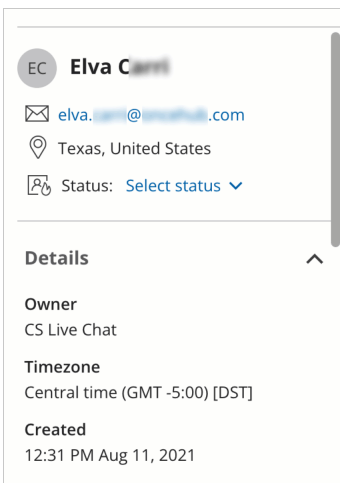 EC Elva
elva. @ .com
Texas, United States
Status: Select status
Details
Owner
CS Live Chat
Timezone
Central time (GMT -5:00) [DST]
Created
12:31 PM Aug 11, 2021